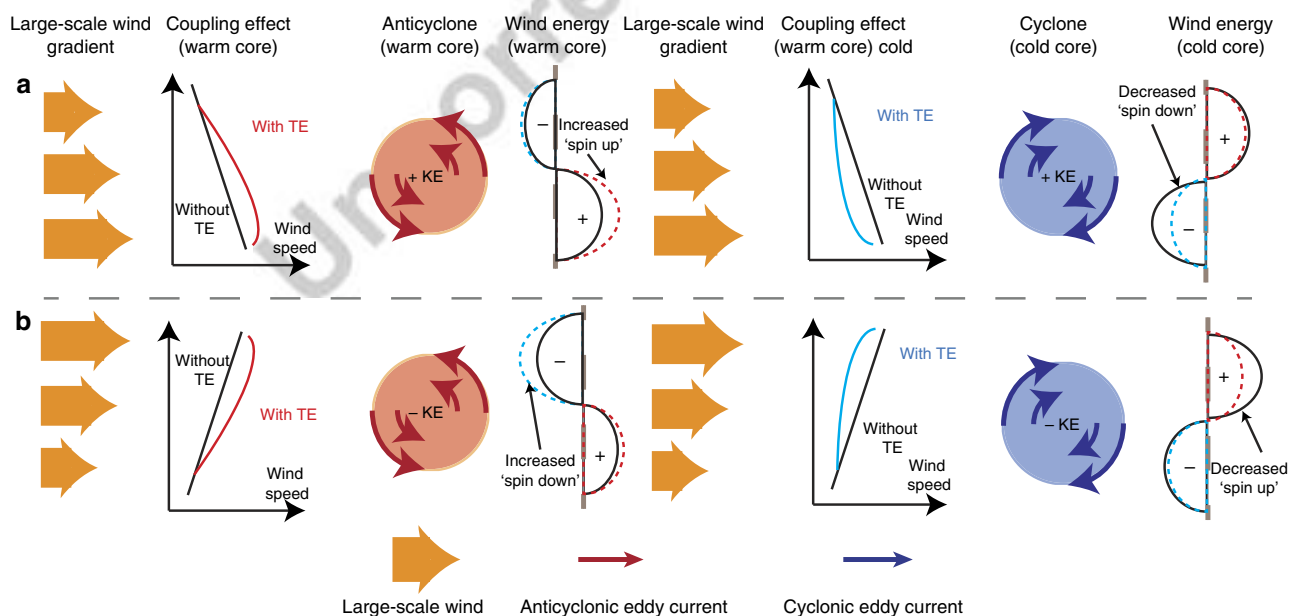 Large-scale wind
gradient
Coupling effect
(warm core)
Anticyclone
(warm core)
Wind energy
(warm core)
Large-scale wind
gradient
Coupling effect
(warm core) cold
Cyclone
(cold core)
Wind energy
(cold core)
a
With TE
Without
TE
Wind
speed
+ KE
−
Increased
'spin up'
+
With TE
Without
TE
Wind
speed
+ KE
Decreased
'spin down'
+
−
b
Without
TE
With TE
Wind
speed
− KE
−
Increased
'spin down'
+
With TE
Without
TE
Wind
speed
− KE
+
−
Decreased
'spin up'
Large-scale wind
Anticyclonic eddy current
Cyclonic eddy current